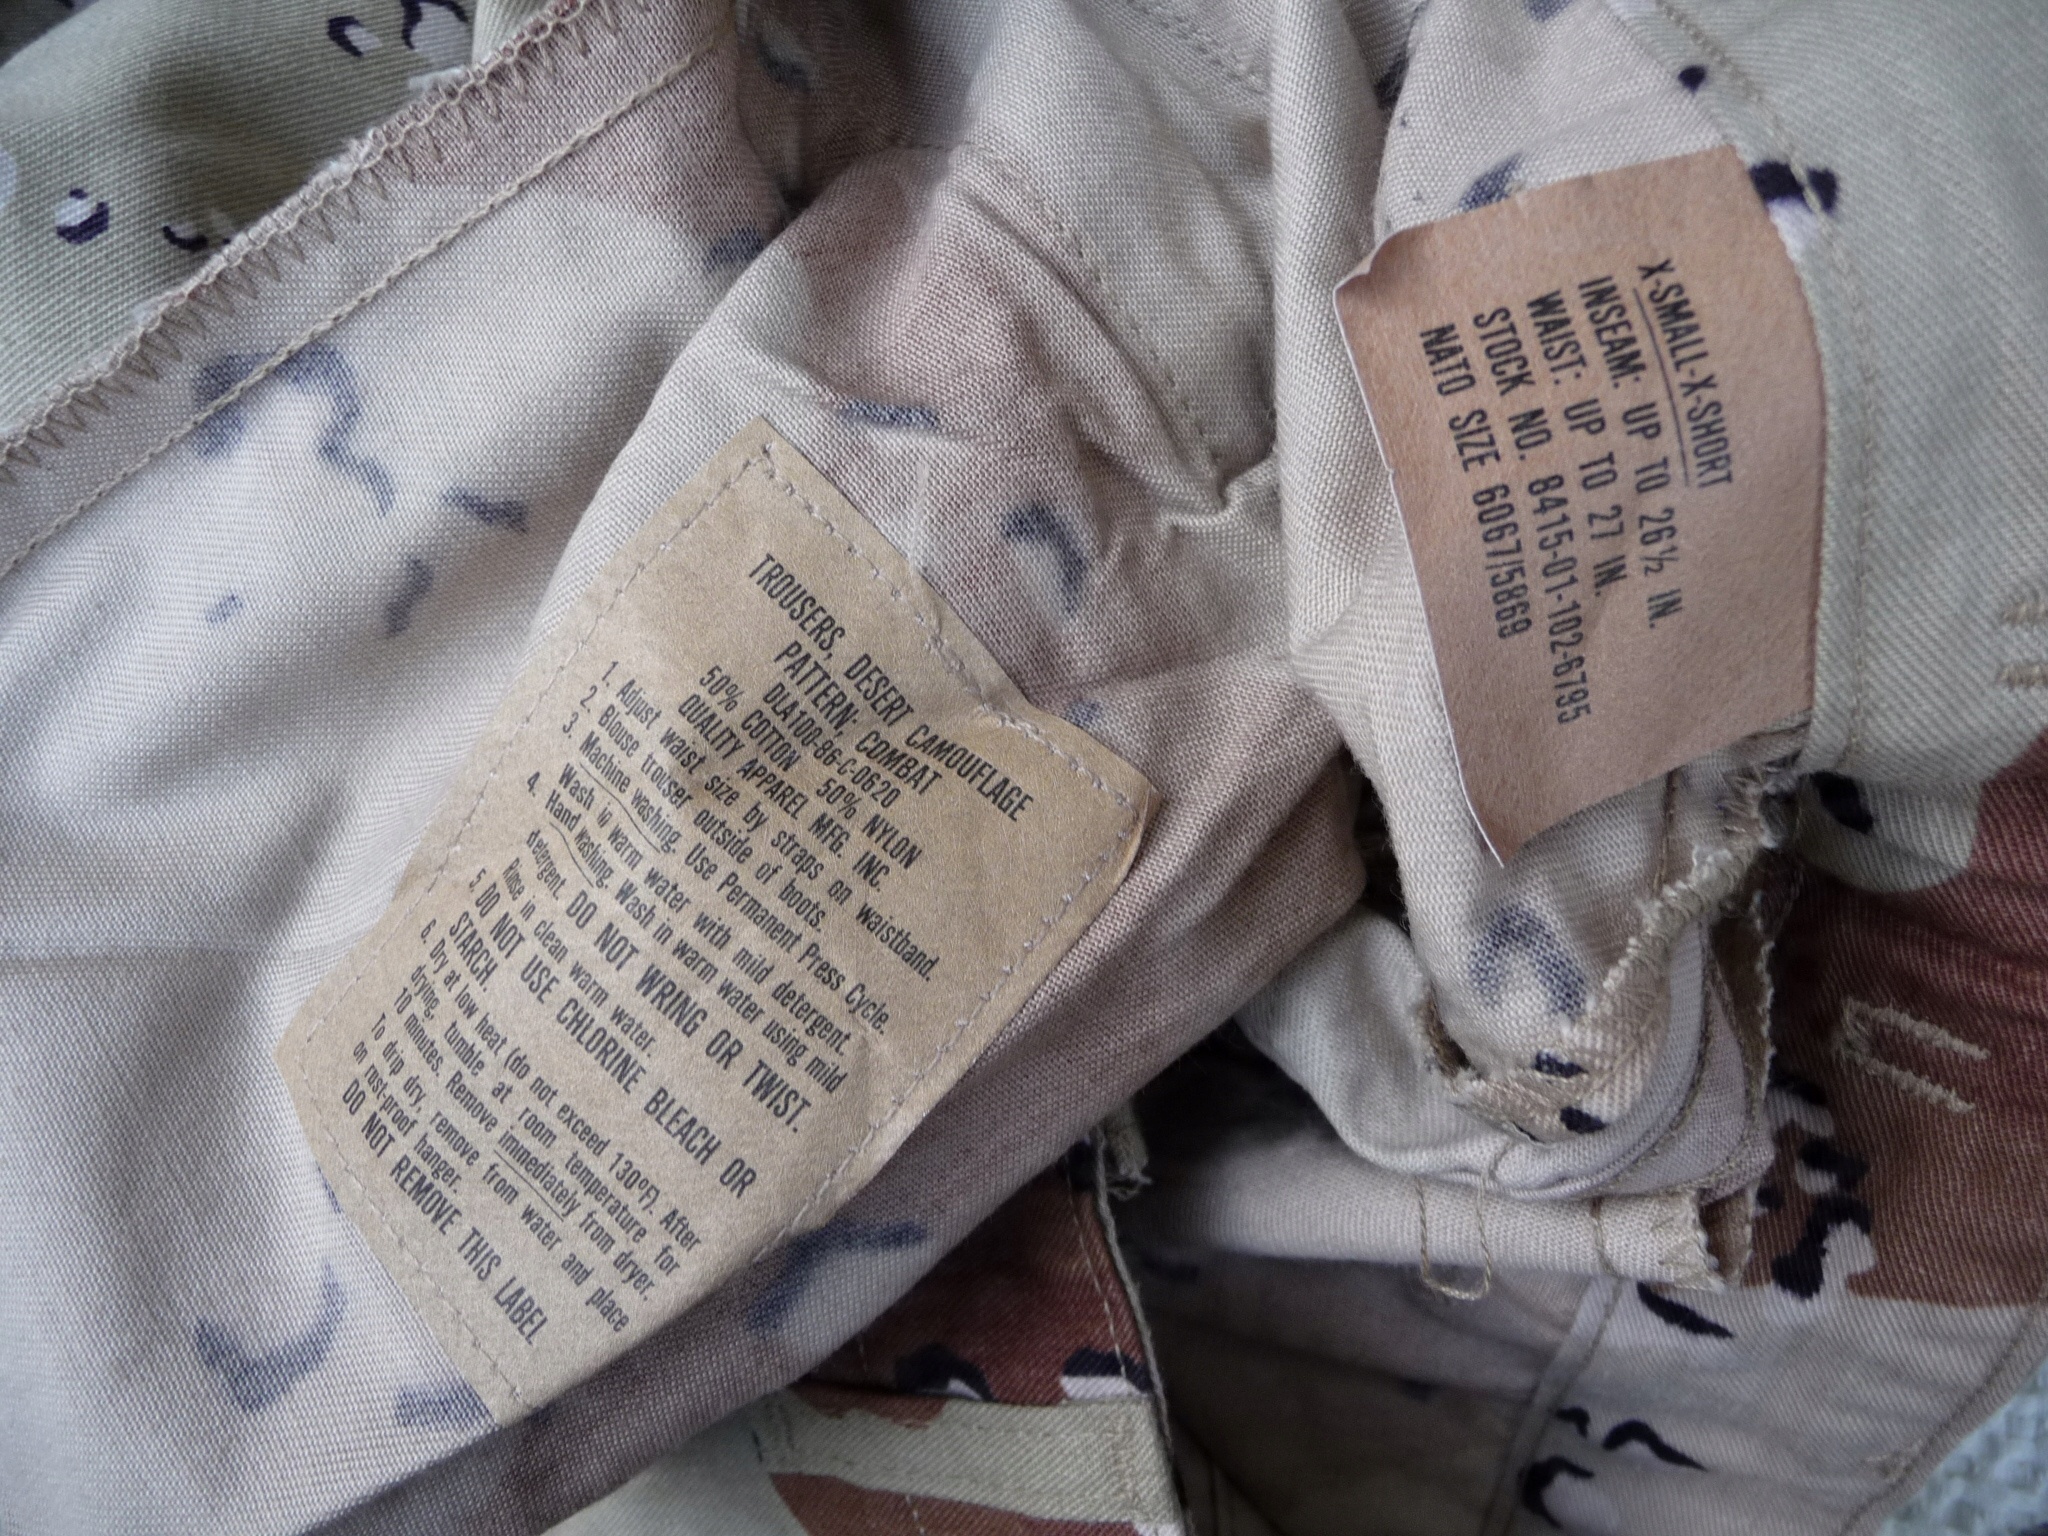 TROUSERS, DESERT CAMOUFLAGE
PATTERN: COMBAT
DLA100-86-C-0620
50% COTTON 50% NYLON
QUALITY APPAREL MFG. INC.
1. Adjust waist size by straps on waistband.
2. Blouse trouser outside of boots.
3. Machine washing. Use Permanent Press Cycle.
Wash in warm water with mild detergent.
4. Hand washing. Wash in warm water using mild
detergent. DO NOT WRING OR TWIST.
Rinse in clean warm water.
5. DO NOT USE CHLORINE BLEACH OR
STARCH.
6. Dry at low heat (do not exceed 130°F). After
drying, tumble at room temperature for
10 minutes. Remove immediately from dryer.
To drip dry, remove from water and place
on rust-proof hanger.
DO NOT REMOVE THIS LABEL
X-SMALL-X-SHORT
INSEAM: UP TO 26½ IN.
WAIST: UP TO 27 IN.
STOCK NO. 8415-01-102-6795
NATO SIZE 6067/5869